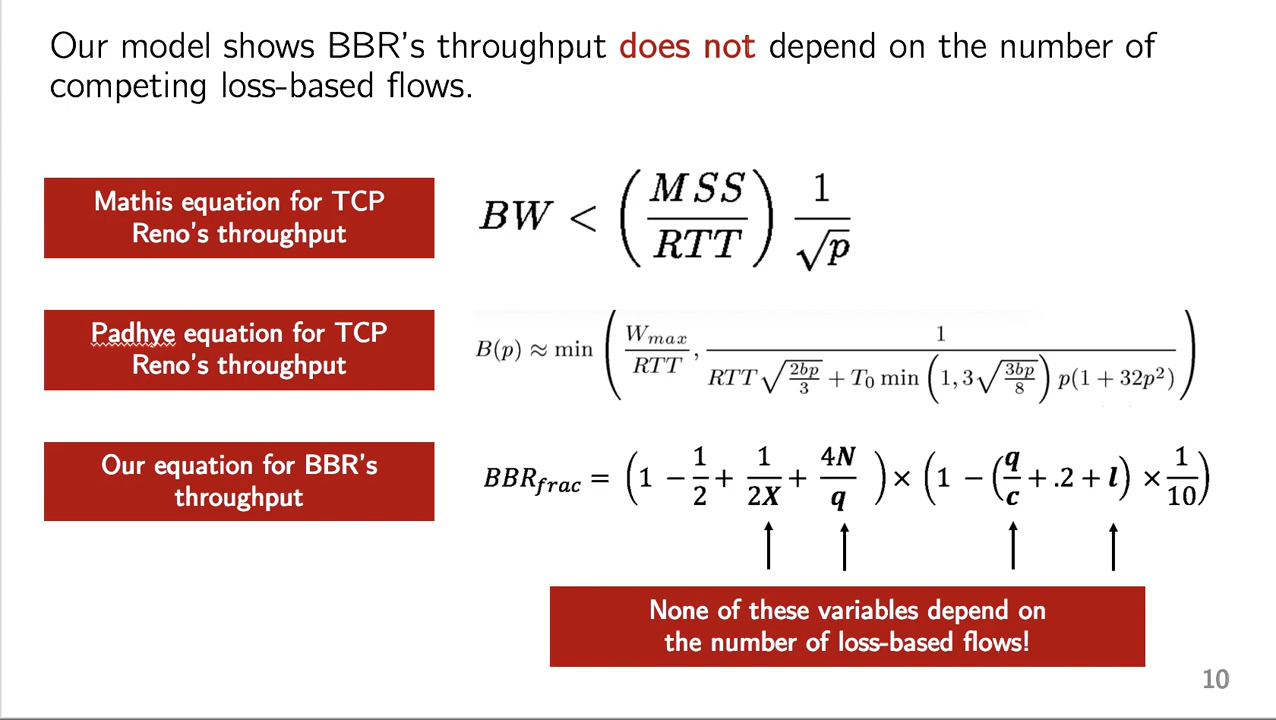 Our model shows BBR's throughput does not depend on the number of
competing loss-based flows.
Mathis equation for TCP
Reno's throughput
BW < (MSS/RTT) 1/√p
Padhye equation for TCP
Reno's throughput
B(p) ≈ min (Wmax/RTT, 1/(RTT√(2bp/3) + T₀ min (1, 3√(3bp/8)) p(1 + 32p²)))
Our equation for BBR's
throughput
BBR_frac = (1 − 1/2 + 1/2X + 4N/q) × (1 − (q/c + .2 + l) × 1/10)
None of these variables depend on
the number of loss-based flows!
10